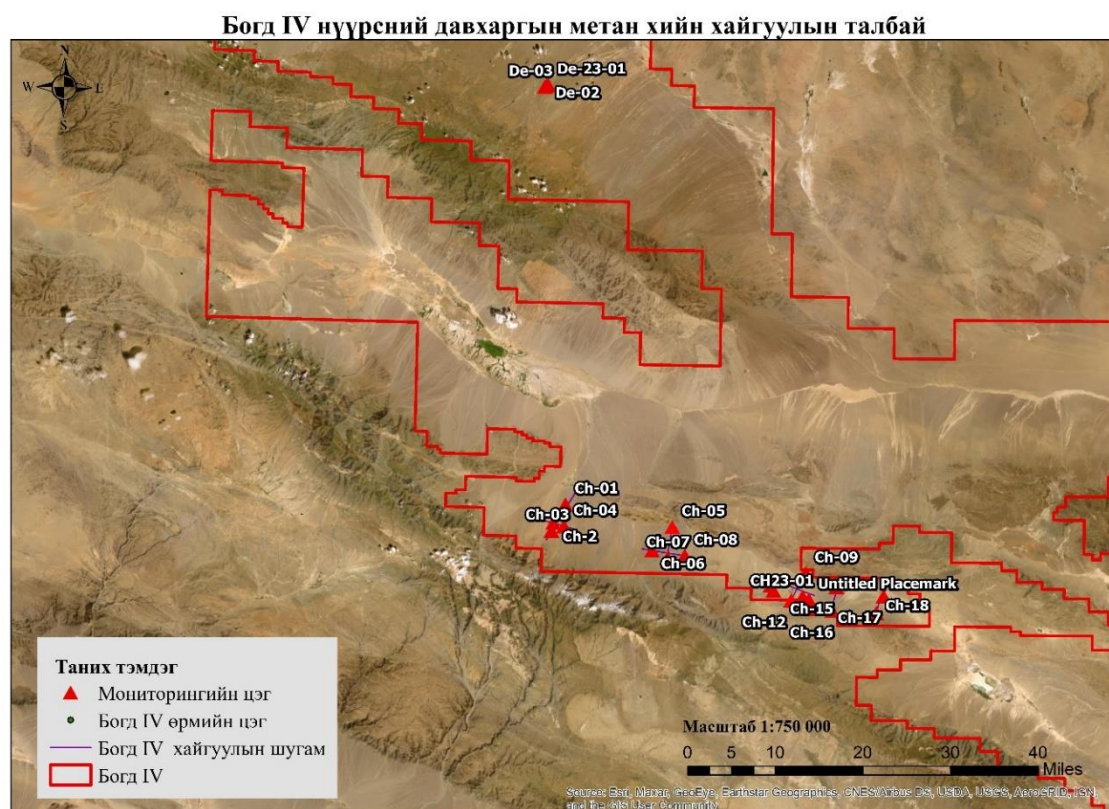 Богд IV нүүрсний давхаргын метан хийн хайгуулын талбай
N
W
E
S
De-03
De-23-01
De-02
Ch-01
Ch-03
Ch-04
Ch-2
Ch-05
Ch-07
Ch-08
Ch-06
Ch-09
CH23-01
Untitled Placemark
Ch-15
Ch-18
Ch-12
Ch-17
Ch-16
Таних тэмдэг
Мониторингийн цэг
Богд IV өрмийн цэг
Богд IV хайгуулын шугам
Богд IV
Масштаб 1:750 000
0 5 10 20 30 40
Miles
Source: Esri, Maxar, GeoEye, Earthstar Geographics, CNES/Airbus DS, USDA, USGS, AeroGRID, IGN,
and the GIS User Community